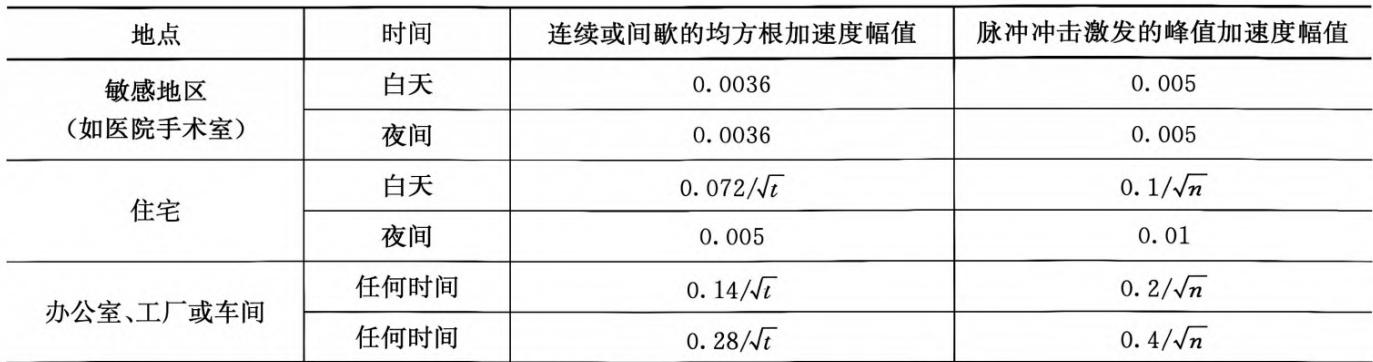 地点 时间 连续或间歇的均方根加速度幅值 脉冲冲击激发的峰值加速度幅值
敏感地区
（如医院手术室）
白天 0.0036 0.005
夜间 0.0036 0.005
住宅
白天 0.072/√t 0.1/√n
夜间 0.005 0.01
办公室、工厂或车间
任何时间 0.14/√t 0.2/√n
任何时间 0.28/√t 0.4/√n